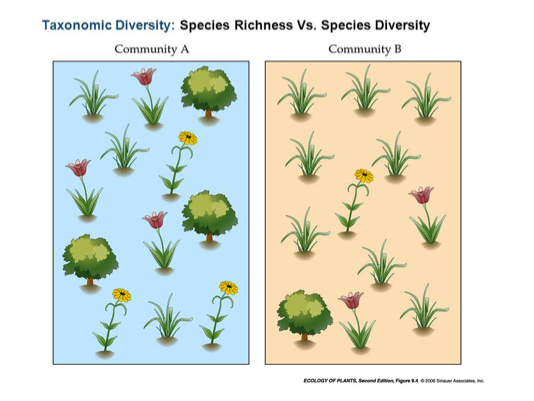 Taxonomic Diversity: Species Richness Vs. Species Diversity
Community A
Community B
ECOLOGY OF PLANTS, Second Edition, Figure 9.4 © 2006 Sinauer Associates, Inc.